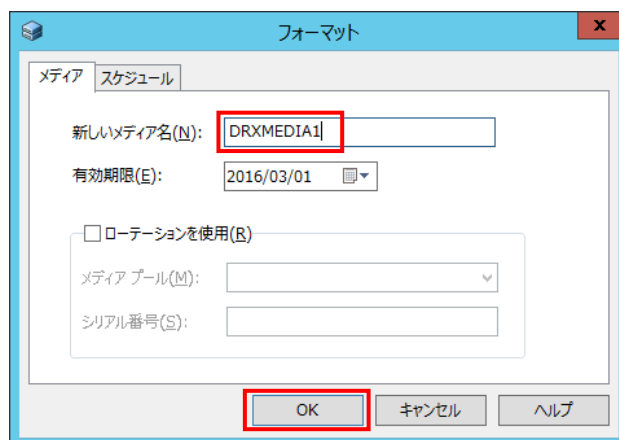 フォーマット
x
メディア スケジュール
新しいメディア名(N): DRXMEDIA1
有効期限(E): 2016/03/01
ローテーションを使用(R)
メディア プール(M):
シリアル番号(S):
OK キャンセル ヘルプ